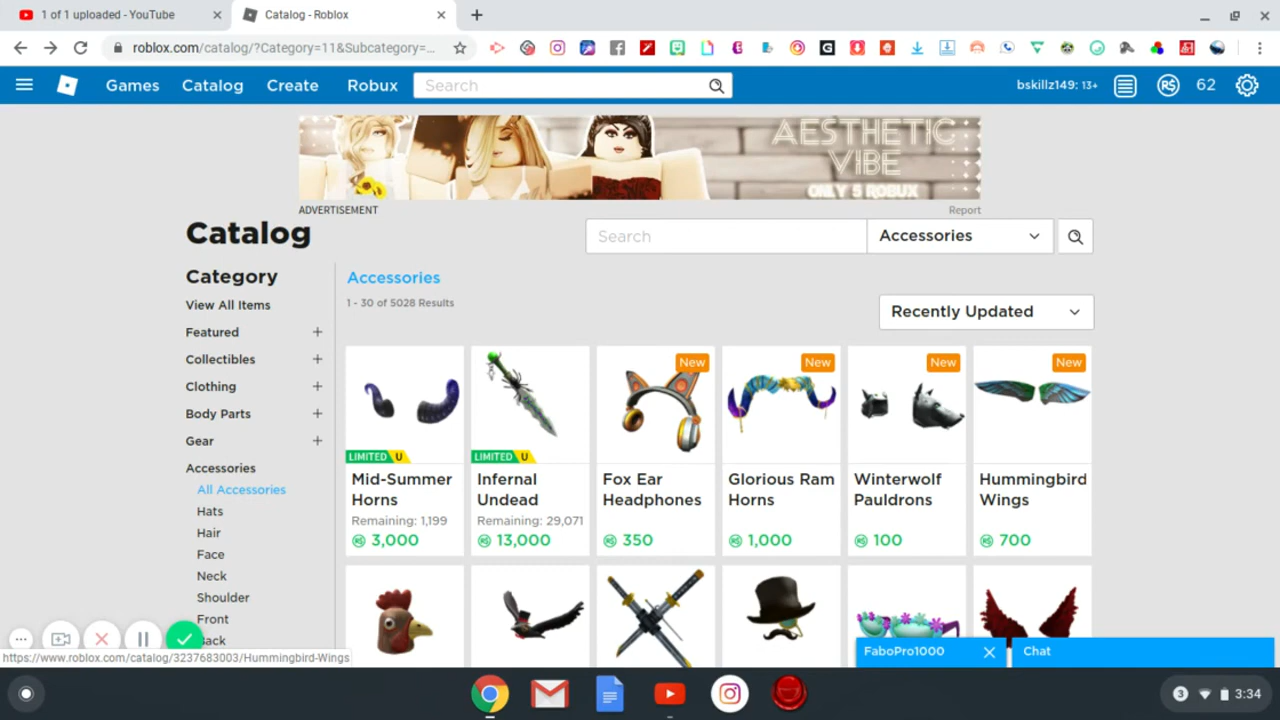 1 of 1 uploaded - YouTube
Catalog - Roblox
roblox.com/catalog/?Category=11&Subcategory=...
Games
Catalog
Create
Robux
Search
bskillz149: 13+
62
AESTHETIC
VIBE
ONLY 5 ROBUX
ADVERTISEMENT
Report
Catalog
Search
Accessories
Category
View All Items
Featured
Collectibles
Clothing
Body Parts
Gear
Accessories
All Accessories
Hats
Hair
Face
Neck
Shoulder
Front
Back
Accessories
1 - 30 of 5028 Results
Recently Updated
LIMITED U
Mid-Summer
Horns
Remaining: 1,199
3,000
LIMITED U
Infernal
Undead
Remaining: 29,071
13,000
New
Fox Ear
Headphones
350
New
Glorious Ram
Horns
1,000
New
Winterwolf
Pauldrons
100
New
Hummingbird
Wings
700
FaboPro1000
Chat
https://www.roblox.com/catalog/3237683003/Hummingbird-Wings
3
3:34